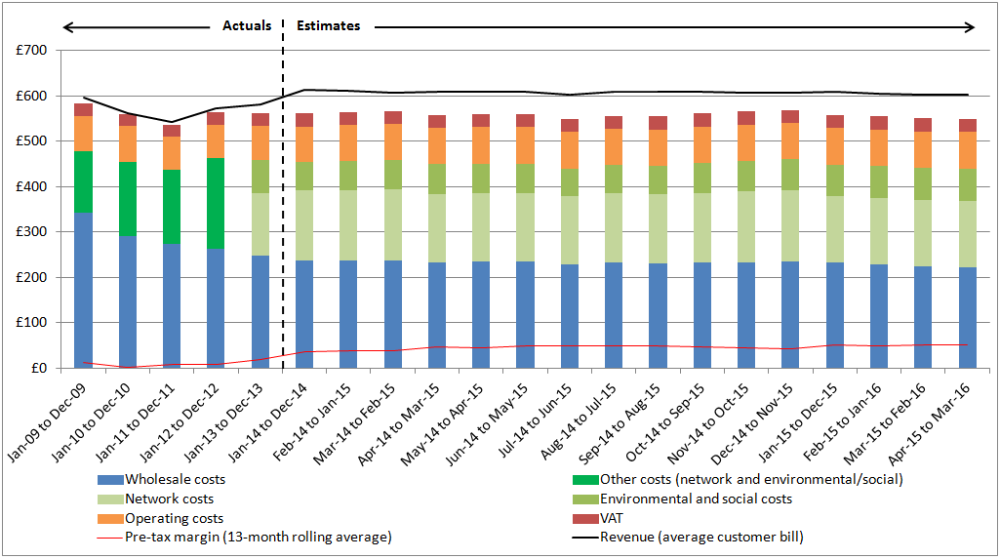 Actuals Estimates
£700
£600
£500
£400
£300
£200
£100
£0
Jan-09 to Dec-09
Jan-10 to Dec-10
Jan-11 to Dec-11
Jan-12 to Dec-12
Jan-13 to Dec-13
Jan-14 to Dec-14
Feb-14 to Jan-15
Mar-14 to Feb-15
Apr-14 to Mar-15
May-14 to Apr-15
Jun-14 to May-15
Jul-14 to Jun-15
Aug-14 to Jul-15
Sep-14 to Aug-15
Oct-14 to Sep-15
Nov-14 to Oct-15
Dec-14 to Nov-15
Jan-15 to Dec-15
Feb-15 to Jan-16
Mar-15 to Feb-16
Apr-15 to Mar-16
Wholesale costs Other costs (network and environmental/social)
Network costs Environmental and social costs
Operating costs VAT
Pre-tax margin (13-month rolling average) Revenue (average customer bill)